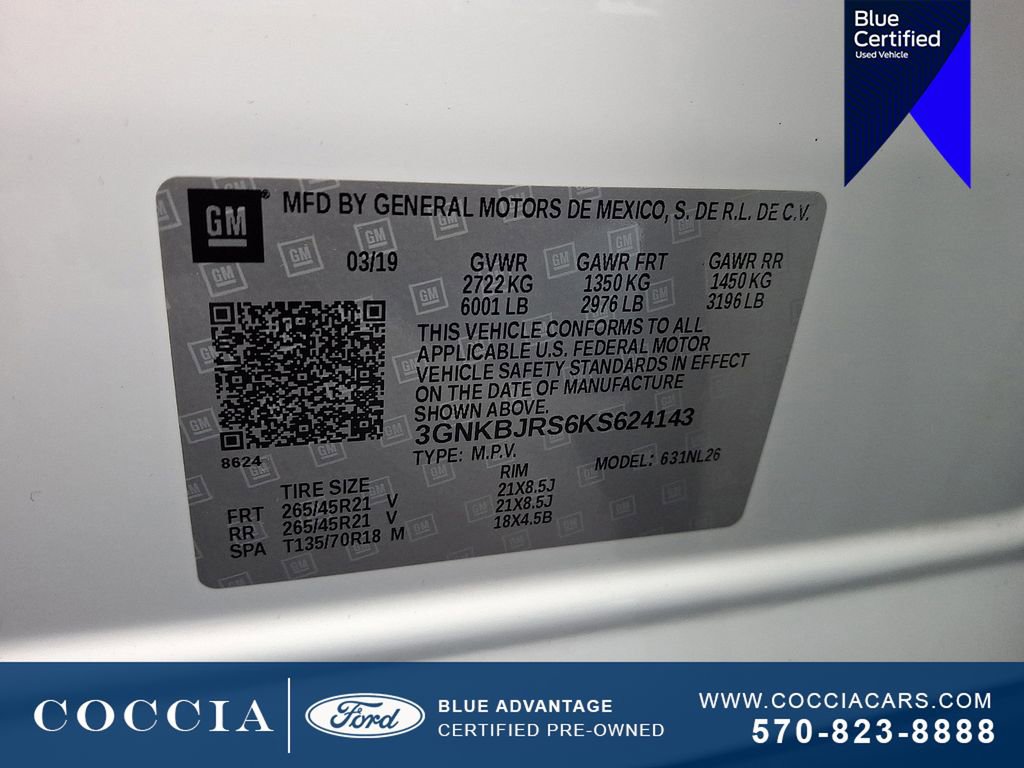 Blue
Certified
Used Vehicle
GM ® MFD BY GENERAL MOTORS DE MEXICO, S. DE R.L. DE C.V.
03/19 GVWR GAWR FRT GAWR RR
2722 KG 1350 KG 1450 KG
6001 LB 2976 LB 3196 LB
THIS VEHICLE CONFORMS TO ALL
APPLICABLE U.S. FEDERAL MOTOR
VEHICLE SAFETY STANDARDS IN EFFECT
ON THE DATE OF MANUFACTURE
SHOWN ABOVE.
3GNKBJRS6KS624143
8624 TYPE: M.P.V. MODEL: 631NL26
TIRE SIZE RIM
FRT 265/45R21 V 21X8.5J
RR 265/45R21 V 21X8.5J
SPA T135/70R18 M 18X4.5B
COCCIA Ford BLUE ADVANTAGE
CERTIFIED PRE-OWNED
WWW.COCCIACARS.COM
570-823-8888